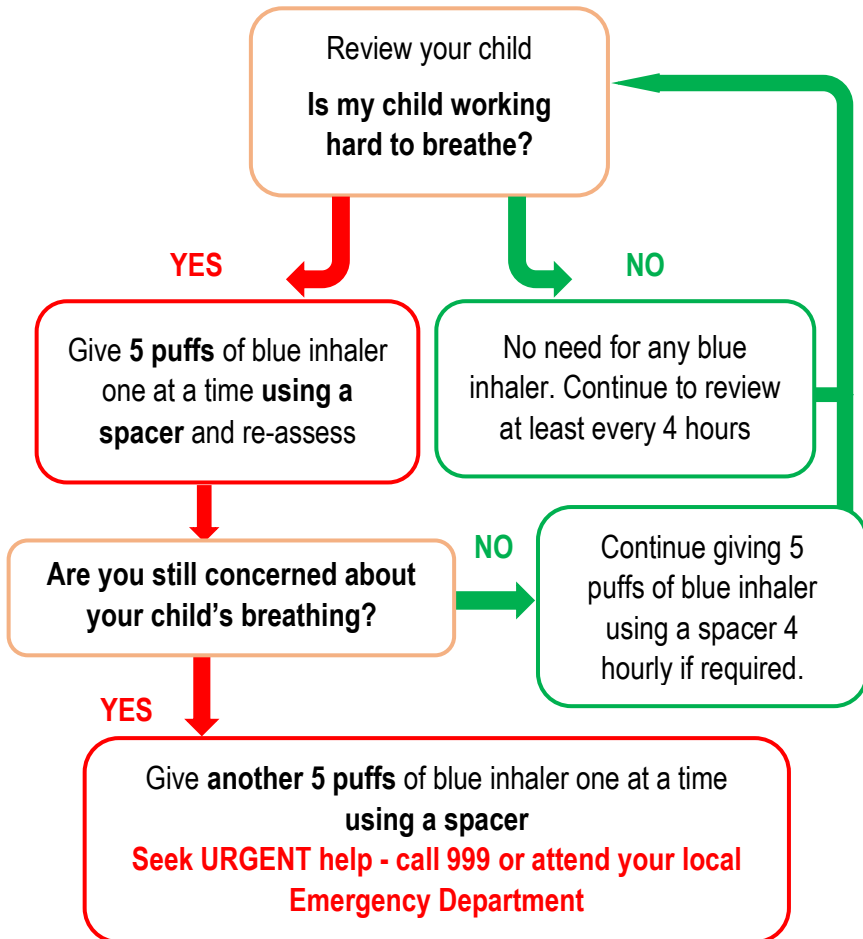 Review your child
Is my child working
hard to breathe?
YES
NO
Give 5 puffs of blue inhaler
one at a time using a
spacer and re-assess
No need for any blue
inhaler. Continue to review
at least every 4 hours
Are you still concerned about
your child’s breathing?
NO
Continue giving 5
puffs of blue inhaler
using a spacer 4
hourly if required.
YES
Give another 5 puffs of blue inhaler one at a time
using a spacer
Seek URGENT help - call 999 or attend your local
Emergency Department